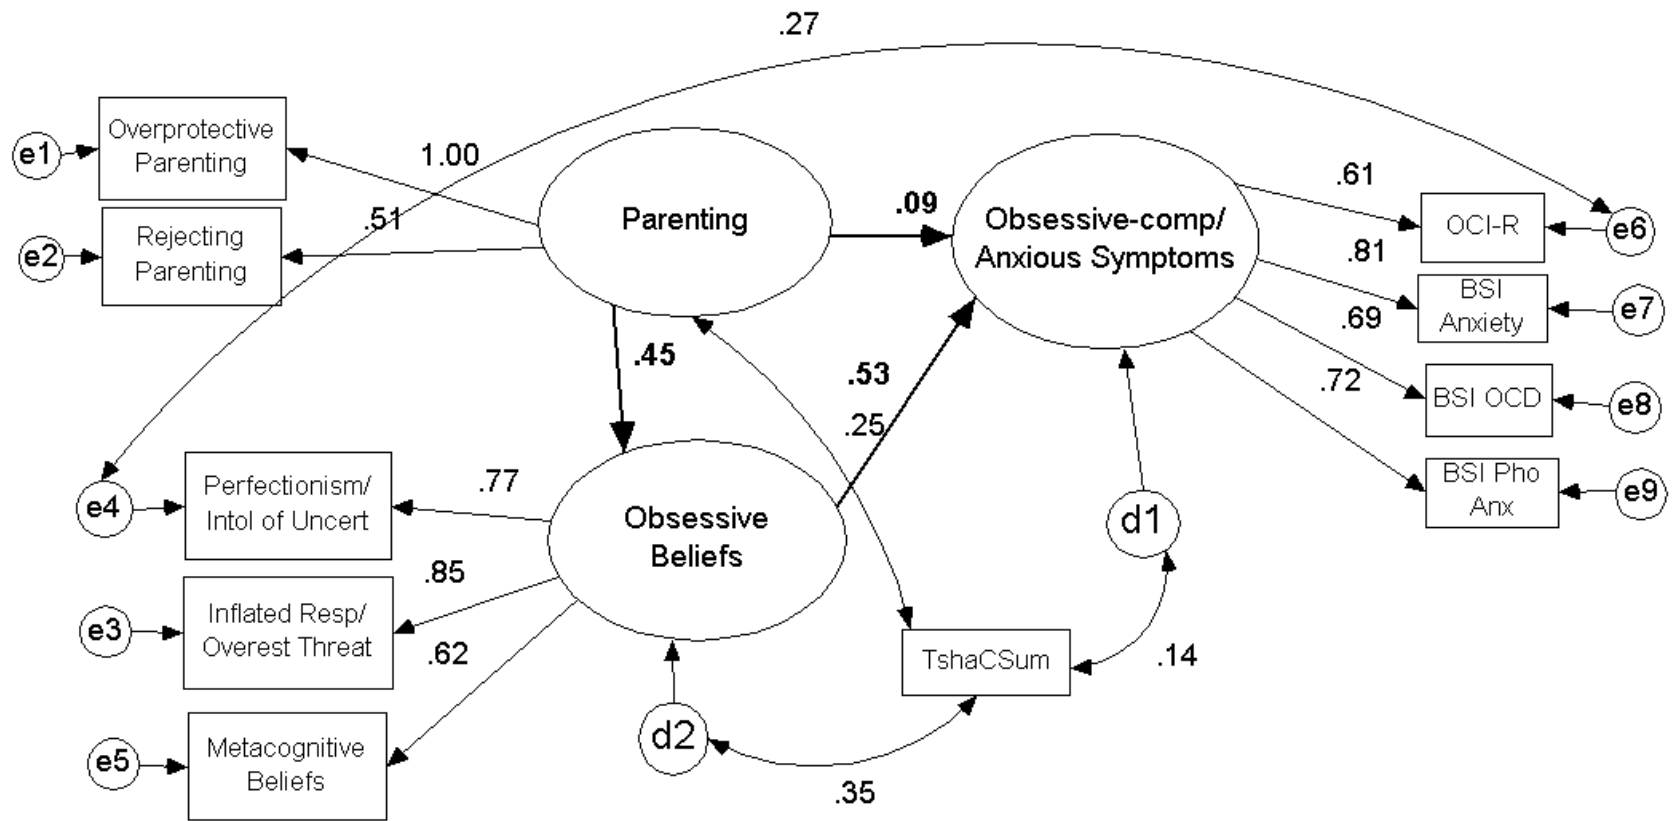 .27
Overprotective
Parenting
e1
1.00
Rejecting
Parenting
e2
.51
Parenting
.09
Obsessive-comp/
Anxious Symptoms
.61
OCI-R
e6
.81
BSI
Anxiety
e7
.69
BSI OCD
e8
.72
BSI Pho
Anx
e9
.45
.53
.25
e4
Perfectionism/
Intol of Uncert
.77
Obsessive
Beliefs
d1
.85
e3
Inflated Resp/
Overest Threat
.62
TshaCSum
.14
e5
Metacognitive
Beliefs
d2
.35